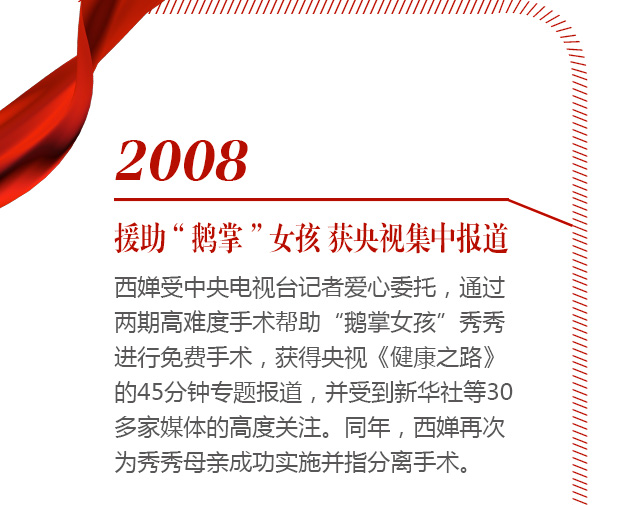 2008
援助“鹅掌”女孩 获央视集中报道
西婵受中央电视台记者爱心委托，通过
两期高难度手术帮助“鹅掌女孩”秀秀
进行免费手术，获得央视《健康之路》
的45分钟专题报道，并受到新华社等30
多家媒体的高度关注。同年，西婵再次
为秀秀母亲成功实施并指分离手术。